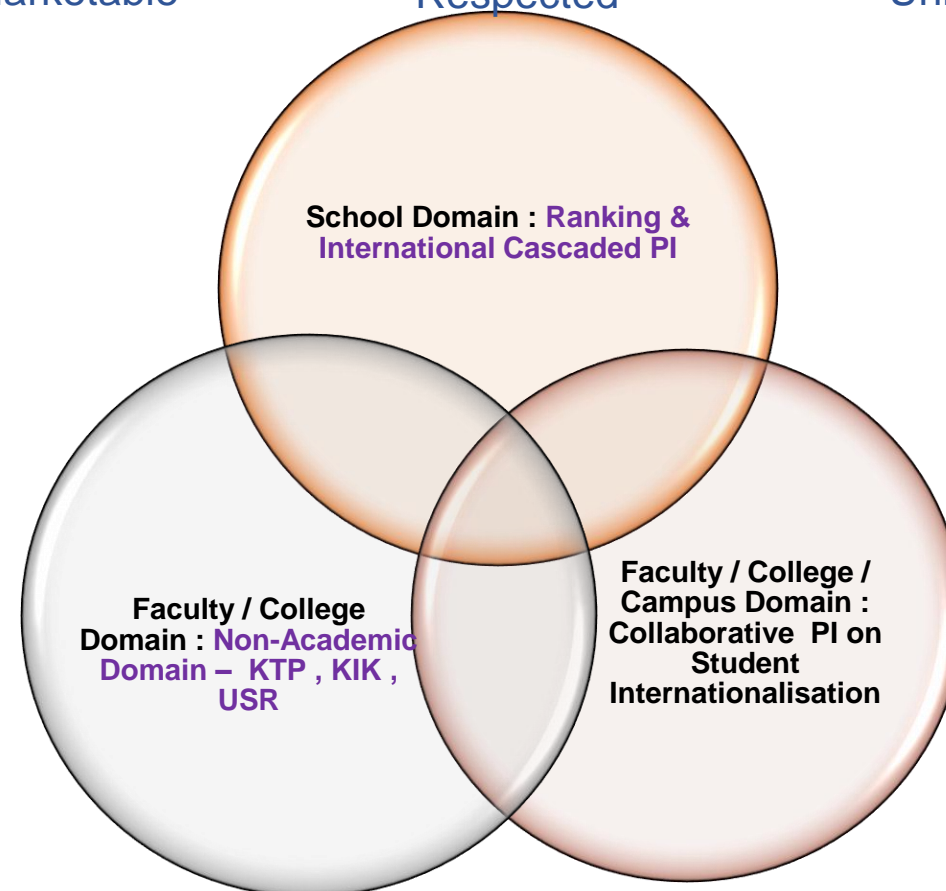 Respected
School Domain : Ranking &
International Cascaded PI
Faculty / College
Domain : Non-Academic
Domain – KTP , KIK ,
USR
Faculty / College /
Campus Domain :
Collaborative PI on
Student
Internationalisation